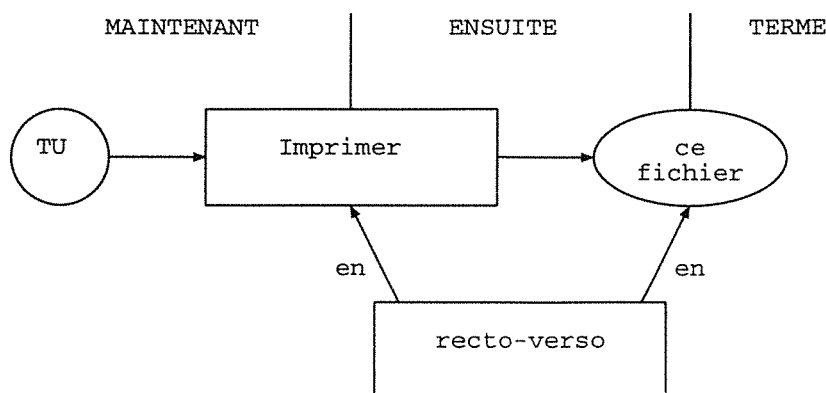 MAINTENANT ENSUITE TERME
TU Imprimer ce
fichier
en en
recto-verso